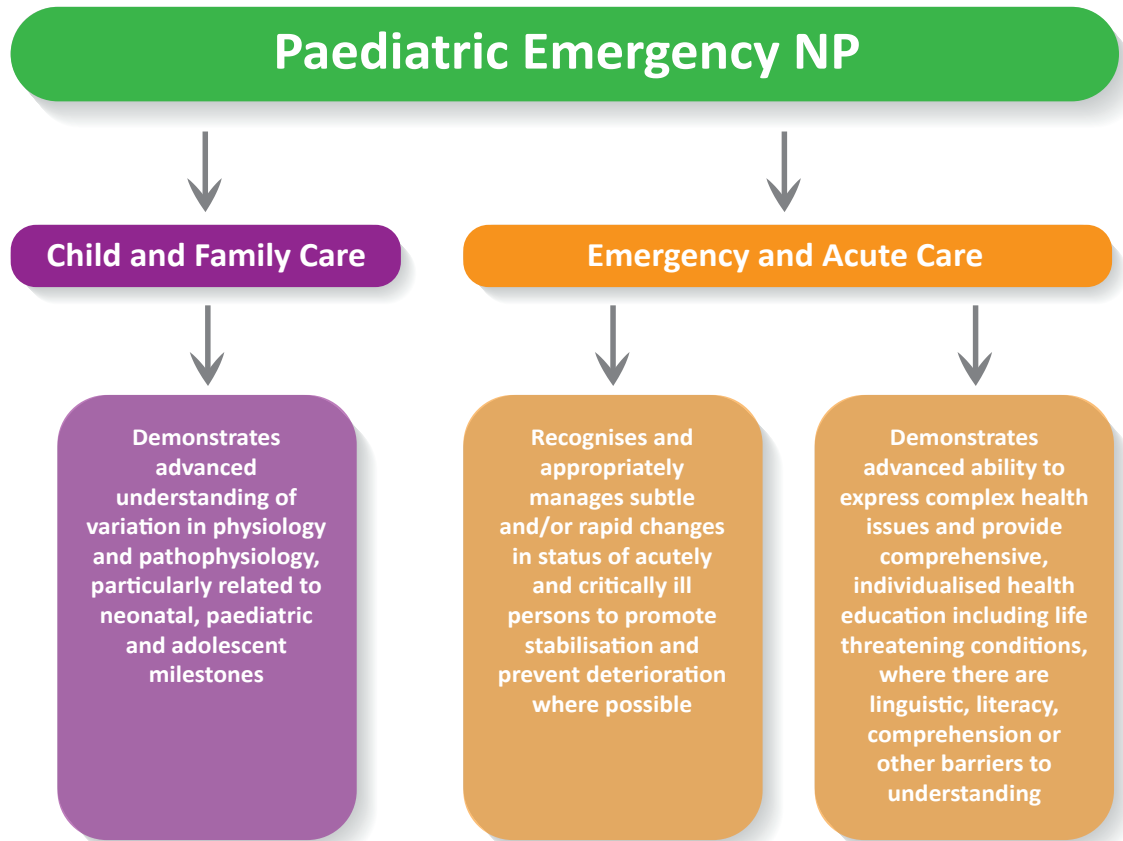 Paediatric Emergency NP
Child and Family Care
Emergency and Acute Care
Demonstrates
advanced
understanding of
variation in physiology
and pathophysiology,
particularly related to
neonatal, paediatric
and adolescent
milestones
Recognises and
appropriately
manages subtle
and/or rapid changes
in status of acutely
and critically ill
persons to promote
stabilisation and
prevent deterioration
where possible
Demonstrates
advanced ability to
express complex health
issues and provide
comprehensive,
individualised health
education including life
threatening conditions,
where there are
linguistic, literacy,
comprehension or
other barriers to
understanding